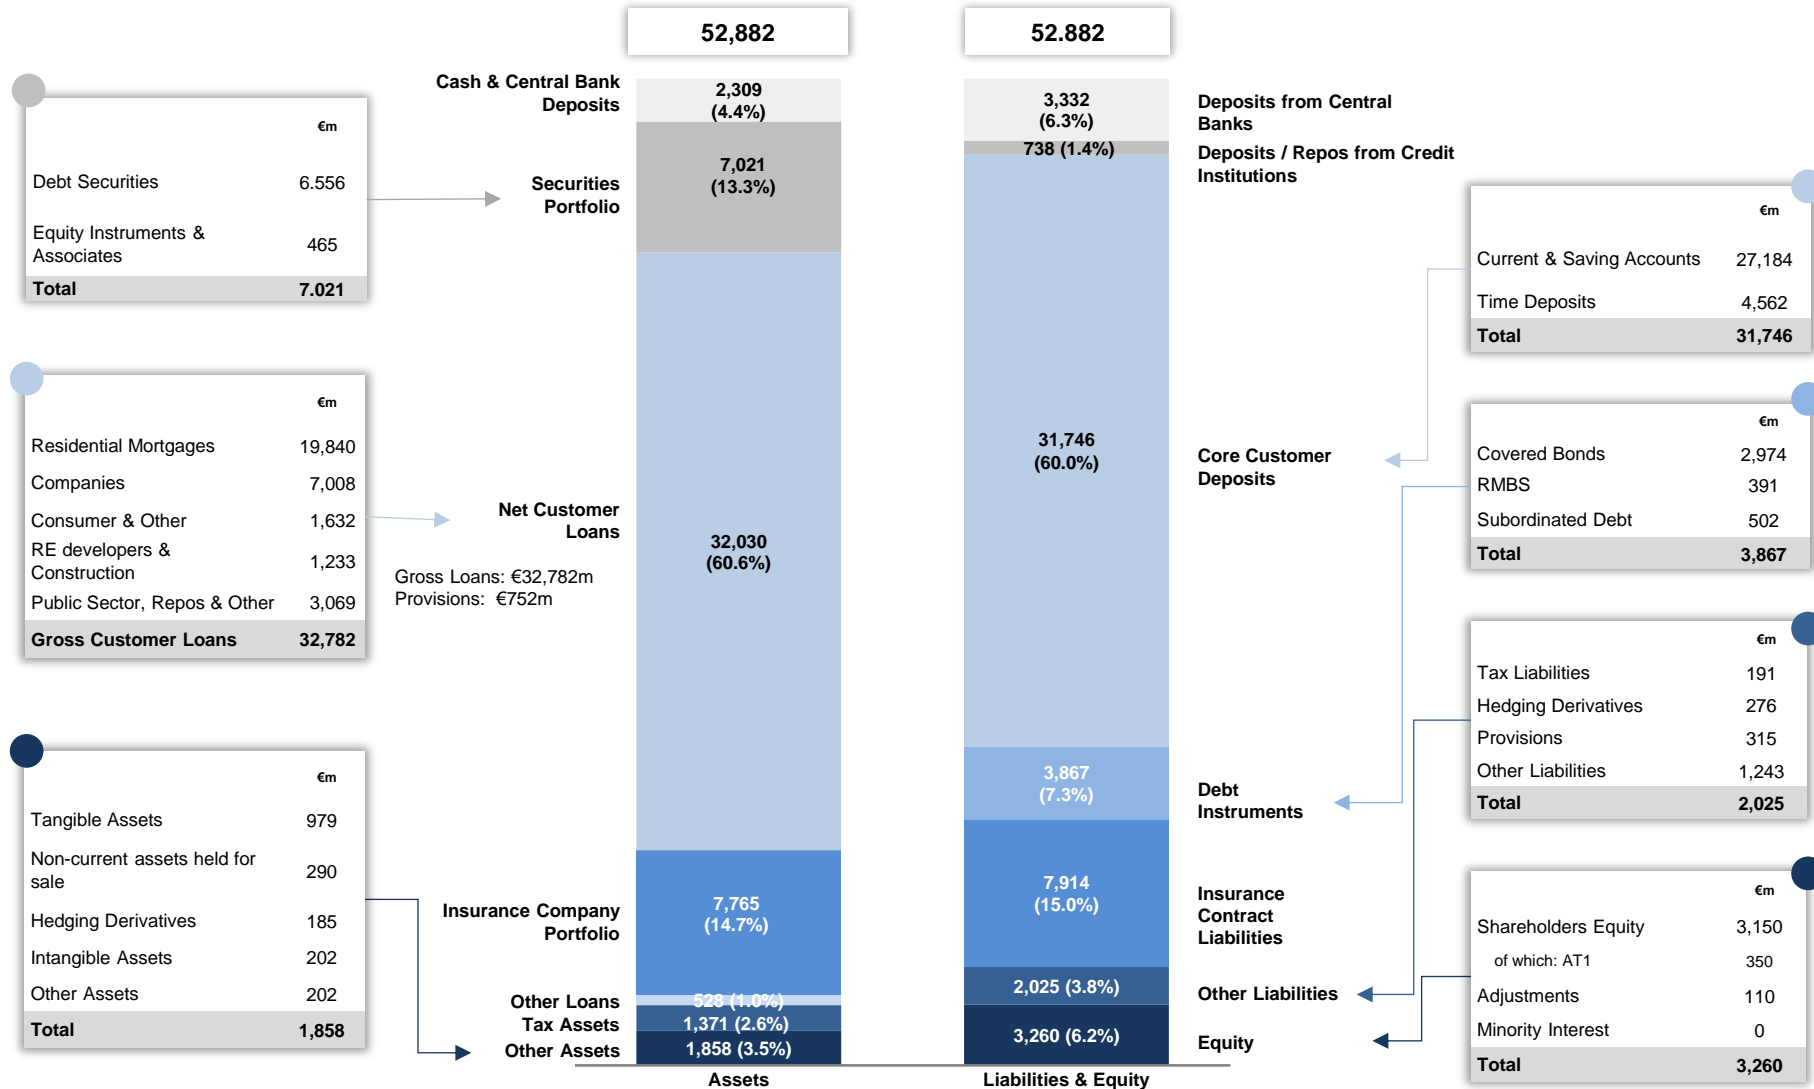 52,882
52.882
€m
Debt Securities 6.556
Equity Instruments &
Associates 465
Total 7.021
€m
Residential Mortgages 19,840
Companies 7,008
Consumer & Other 1,632
RE developers &
Construction 1,233
Public Sector, Repos & Other 3,069
Gross Customer Loans 32,782
€m
Tangible Assets 979
Non-current assets held for
sale 290
Hedging Derivatives 185
Intangible Assets 202
Other Assets 202
Total 1,858
Cash & Central Bank
Deposits
Securities
Portfolio
Net Customer
Loans
Gross Loans: €32,782m
Provisions: €752m
Insurance Company
Portfolio
Other Loans
Tax Assets
Other Assets
2,309
(4.4%)
7,021
(13.3%)
32,030
(60.6%)
7,765
(14.7%)
528 (1.0%)
1,371 (2.6%)
1,858 (3.5%)
Assets
3,332
(6.3%)
738 (1.4%)
31,746
(60.0%)
3,867
(7.3%)
7,914
(15.0%)
2,025 (3.8%)
3,260 (6.2%)
Liabilities & Equity
Deposits from Central
Banks
Deposits / Repos from Credit
Institutions
Core Customer
Deposits
Debt
Instruments
Insurance
Contract
Liabilities
Other Liabilities
Equity
€m
Current & Saving Accounts 27,184
Time Deposits 4,562
Total 31,746
€m
Covered Bonds 2,974
RMBS 391
Subordinated Debt 502
Total 3,867
€m
Tax Liabilities 191
Hedging Derivatives 276
Provisions 315
Other Liabilities 1,243
Total 2,025
€m
Shareholders Equity 3,150
of which: AT1 350
Adjustments 110
Minority Interest 0
Total 3,260